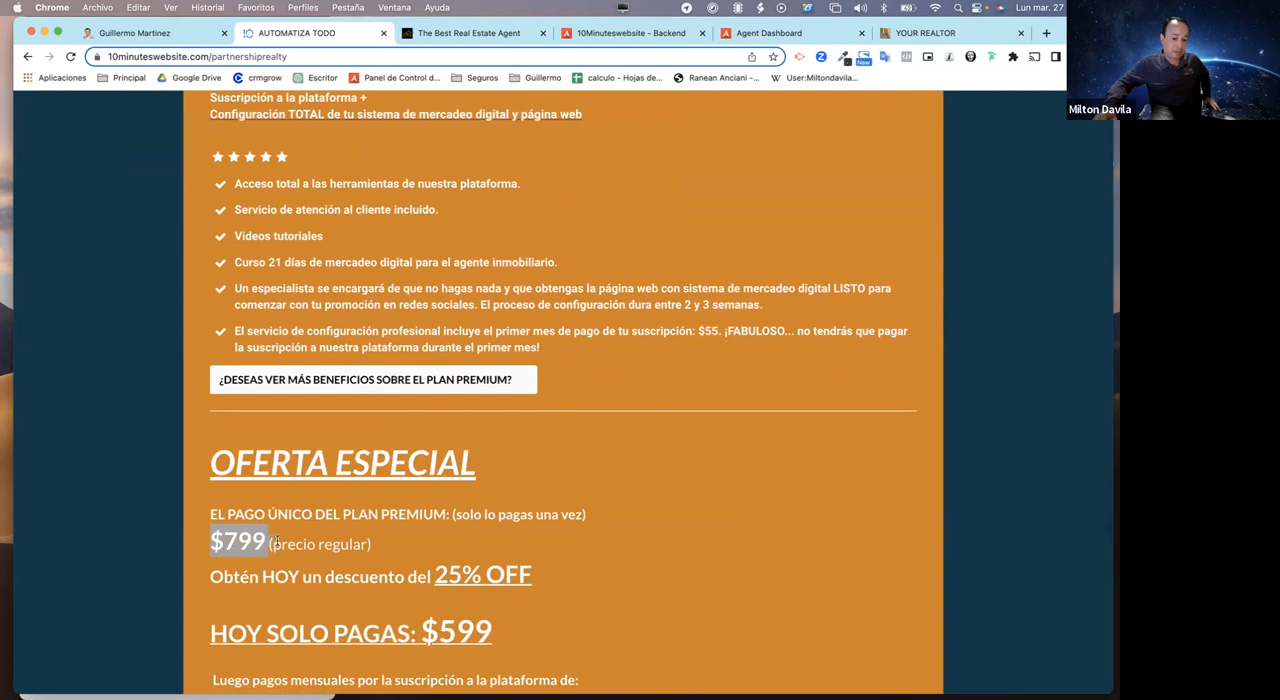 Chrome Archivo Editar Ver Historial Favoritos Perfiles Pestaña Ventana Ayuda Lun mar. 27
Guillermo Martinez AUTOMATIZA TODO The Best Real Estate Agent 10Minuteswebsite - Backend Agent Dashboard YOUR REALTOR
10minuteswebsite.com/partnershiprealty New
Aplicaciones Principal Google Drive crmgrow Escritor Panel de Control d... Seguros Guillermo calculo - Hojas de... Ranean Anciani -... User:Miltondavila...
Milton Davila
Suscripción a la plataforma +
Configuración TOTAL de tu sistema de mercadeo digital y página web
Acceso total a las herramientas de nuestra plataforma.
Servicio de atención al cliente incluido.
Videos tutoriales
Curso 21 días de mercadeo digital para el agente inmobiliario.
Un especialista se encargará de que no hagas nada y que obtengas la página web con sistema de mercadeo digital LISTO para
comenzar con tu promoción en redes sociales. El proceso de configuración dura entre 2 y 3 semanas.
El servicio de configuración profesional incluye el primer mes de pago de tu suscripción: $55. ¡FABULOSO... no tendrás que pagar
la suscripción a nuestra plataforma durante el primer mes!
¿DESEAS VER MÁS BENEFICIOS SOBRE EL PLAN PREMIUM?
OFERTA ESPECIAL
EL PAGO ÚNICO DEL PLAN PREMIUM: (solo lo pagas una vez)
$799 (precio regular)
Obtén HOY un descuento del 25% OFF
HOY SOLO PAGAS: $599
Luego pagos mensuales por la suscripción a la plataforma de: